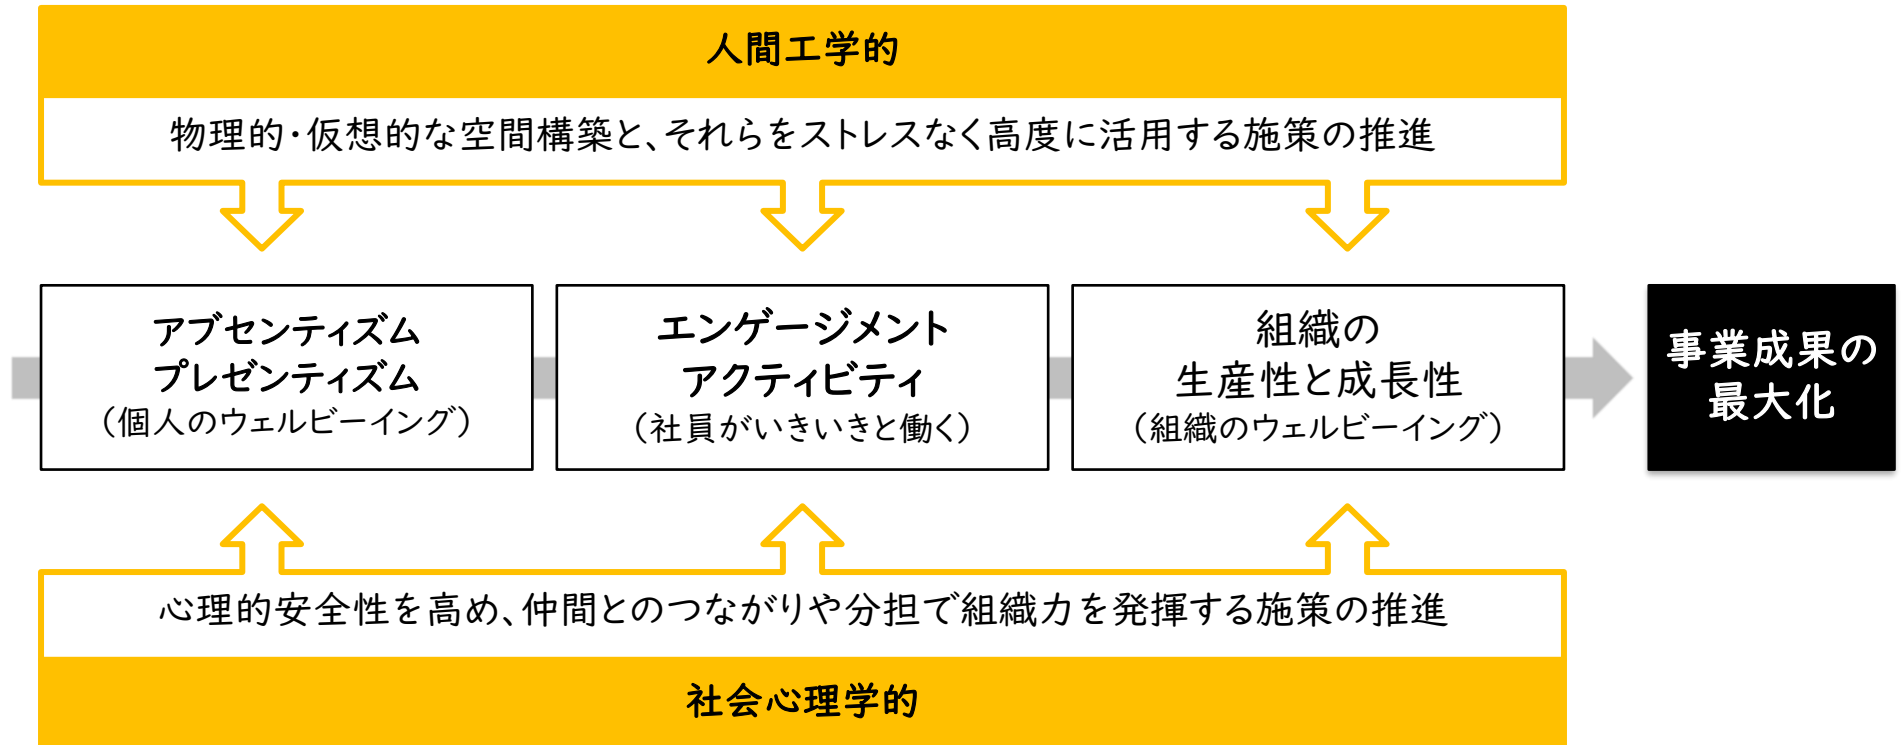 人間工学的
物理的・仮想的な空間構築と、それらをストレスなく高度に活用する施策の推進
アブセンティズム
プレゼンティズム
（個人のウェルビーイング）
エンゲージメント
アクティビティ
（社員がいきいきと働く）
組織の
生産性と成長性
（組織のウェルビーイング）
事業成果の
最大化
心理的安全性を高め、仲間とのつながりや分担で組織力を発揮する施策の推進
社会心理学的